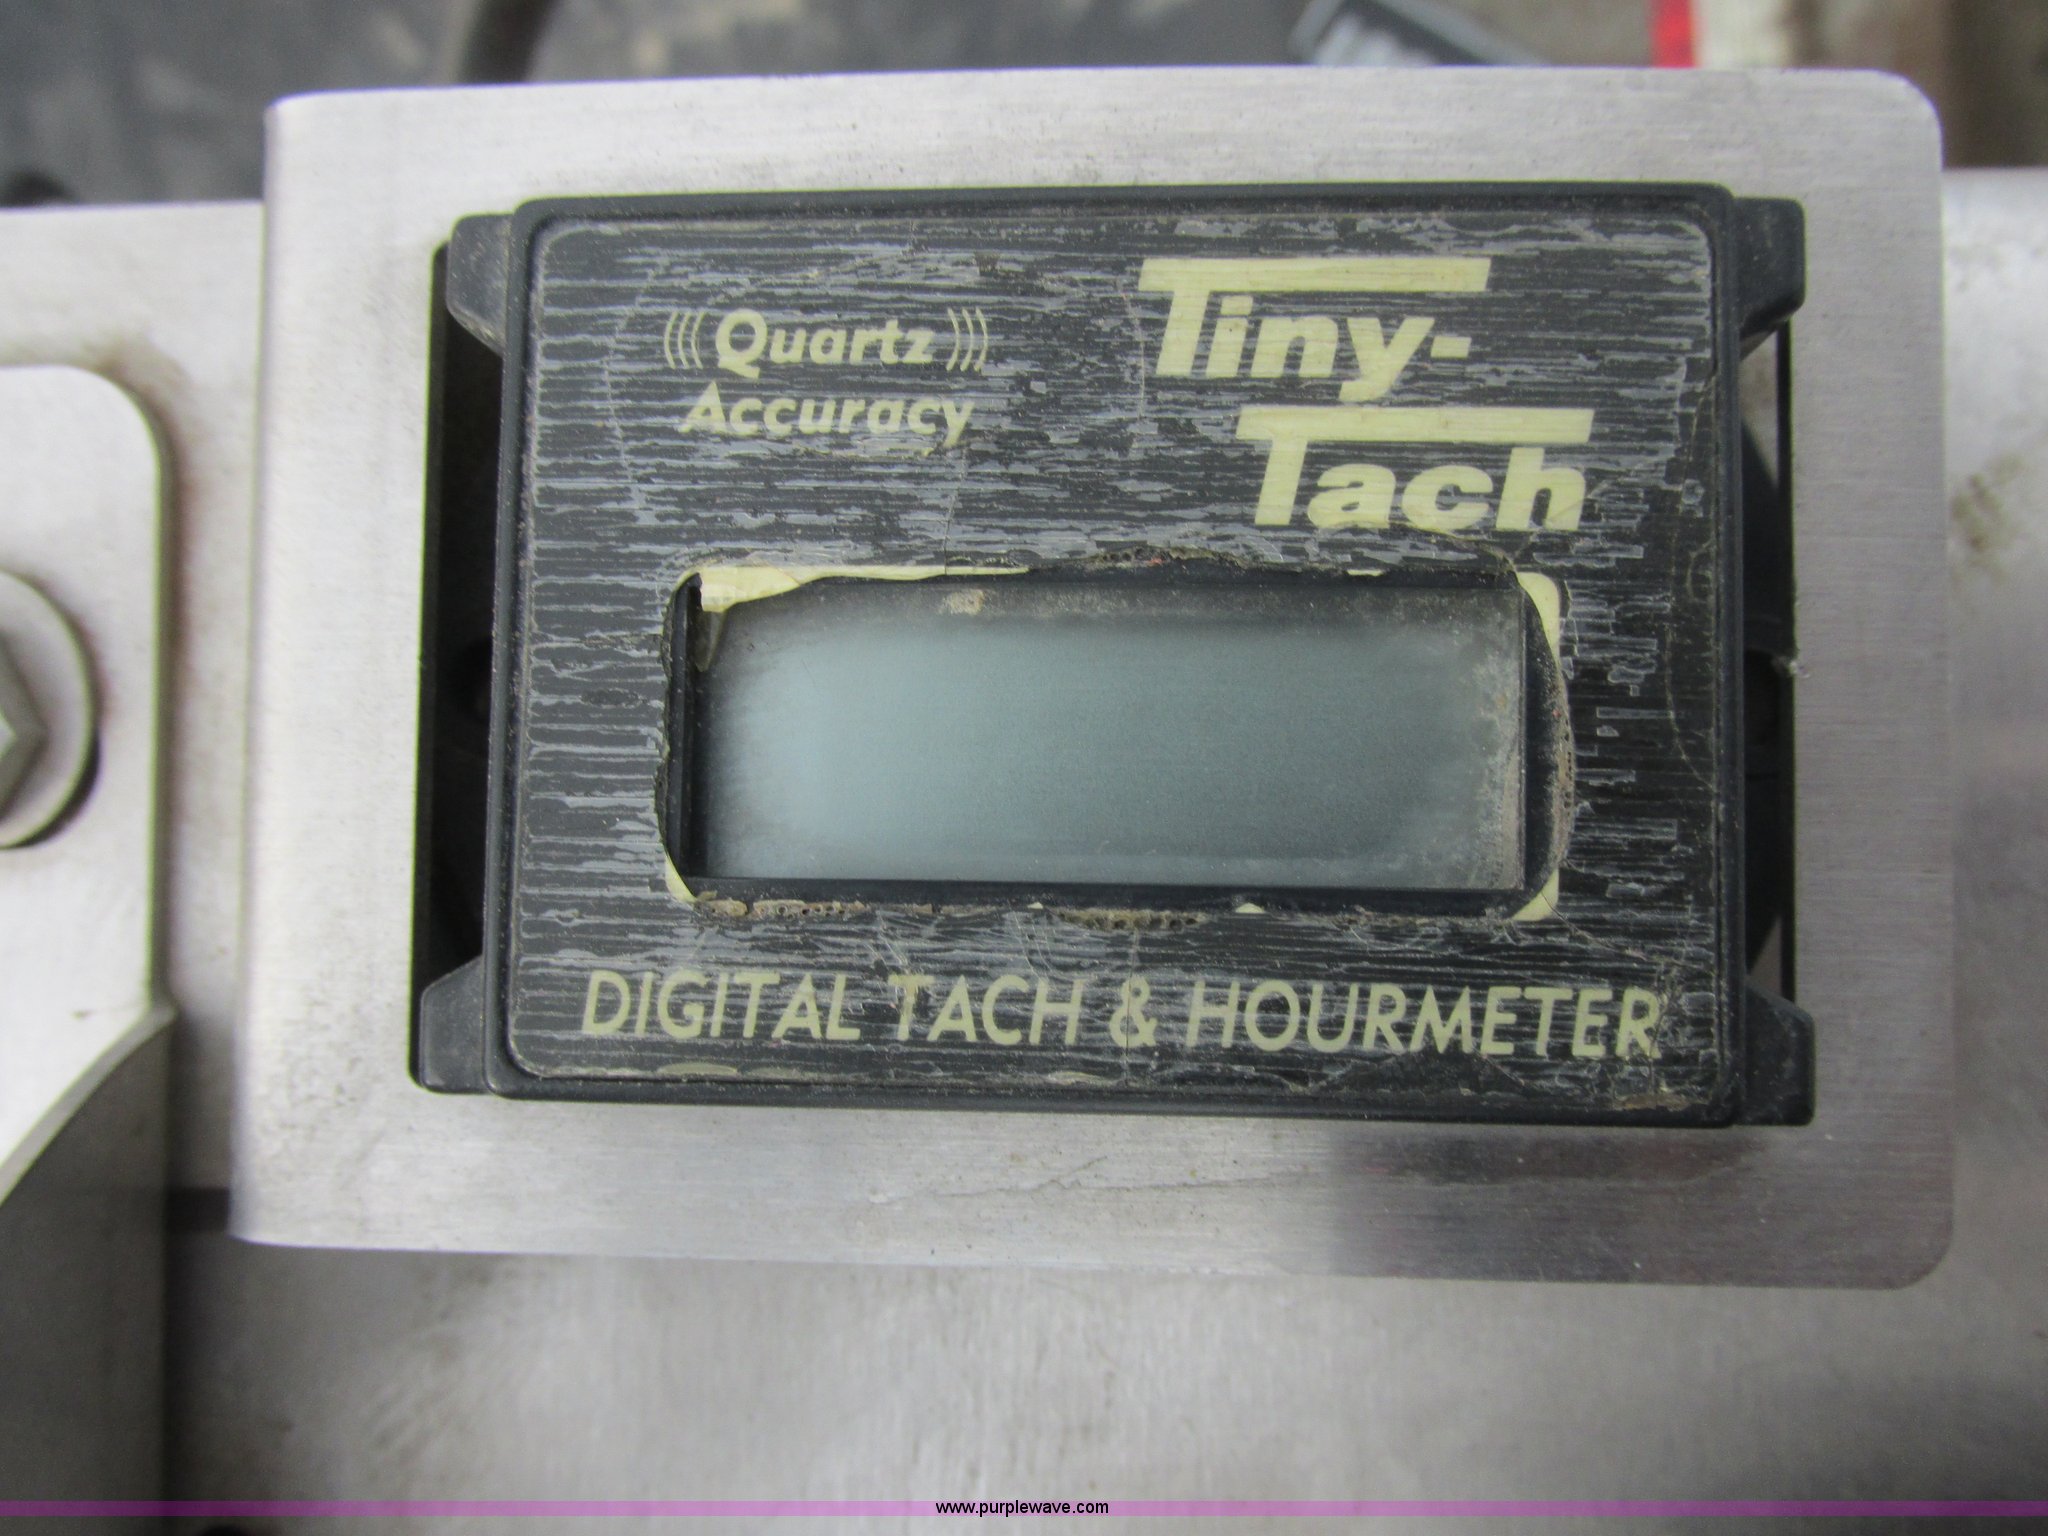 (((Quartz)))
Accuracy
Tiny-
Tach
DIGITAL TACH & HOURMETER
www.purplewave.com